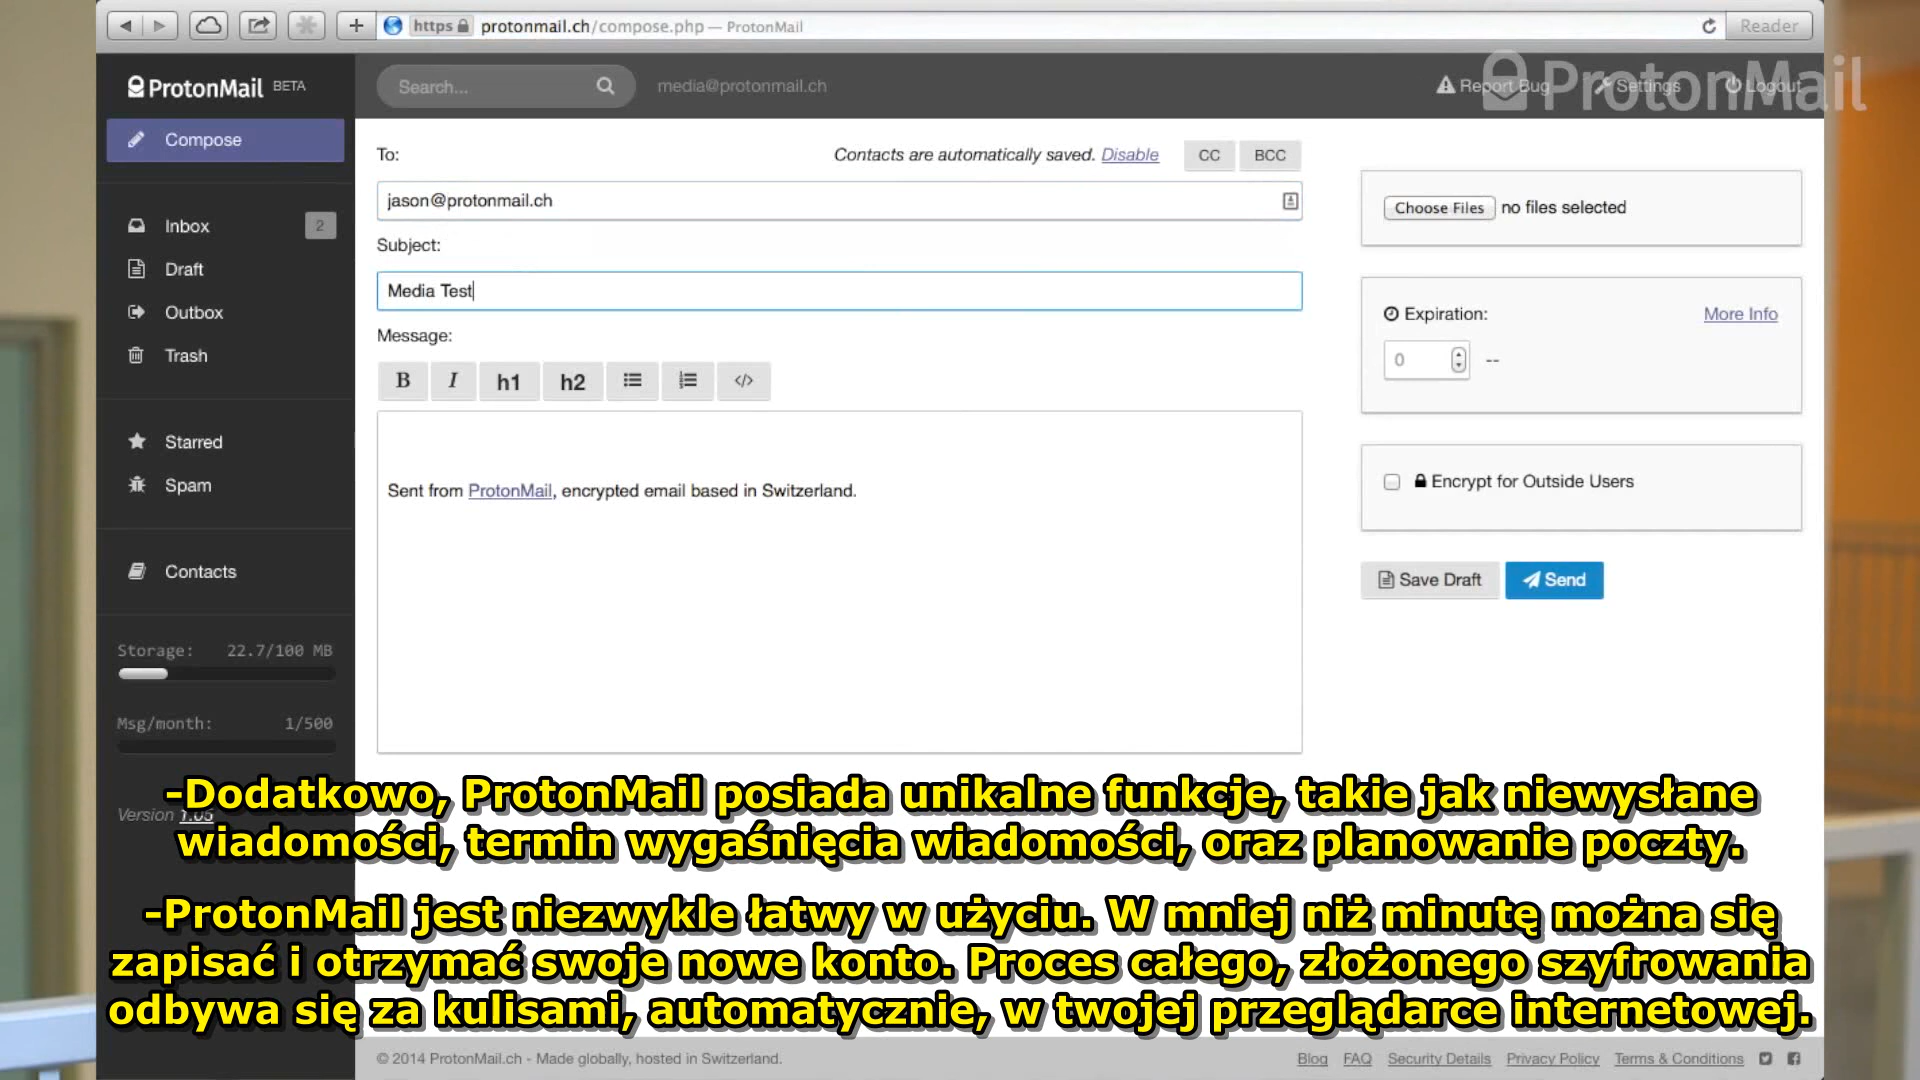 https protonmail.ch/compose.php — ProtonMail
Reader
ProtonMail BETA
Search...
media@protonmail.ch
Report Bug
Settings
Logout
ProtonMail
Compose
Inbox 2
Draft
Outbox
Trash
Starred
Spam
Contacts
Storage: 22.7/100 MB
Msg/month: 1/500
Version 1.05
To:
Contacts are automatically saved. Disable
CC
BCC
jason@protonmail.ch
Subject:
Media Test
Message:
B I h1 h2 </>
Sent from ProtonMail, encrypted email based in Switzerland.
Choose Files no files selected
Expiration: More Info
0 --
Encrypt for Outside Users
Save Draft
Send
-Dodatkowo, ProtonMail posiada unikalne funkcje, takie jak niewysłane
wiadomości, termin wygaśnięcia wiadomości, oraz planowanie poczty.
-ProtonMail jest niezwykle łatwy w użyciu. W mniej niż minutę można się
zapisać i otrzymać swoje nowe konto. Proces całego, złożonego szyfrowania
odbywa się za kulisami, automatycznie, w twojej przeglądarce internetowej.
© 2014 ProtonMail.ch - Made globally, hosted in Switzerland.
Blog FAQ Security Details Privacy Policy Terms & Conditions